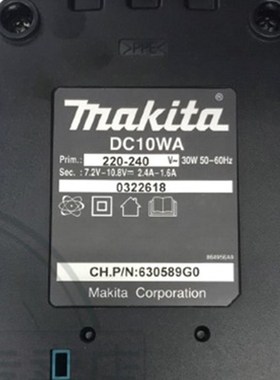 makita
DC10WA
Prim.: 220-240 V~ 30W 50-60Hz
Sec. : 7.2V⎓10.8V⎓ 2.4A-1.6A
0322618
CH.P/N:630589G0
Makita Corporation